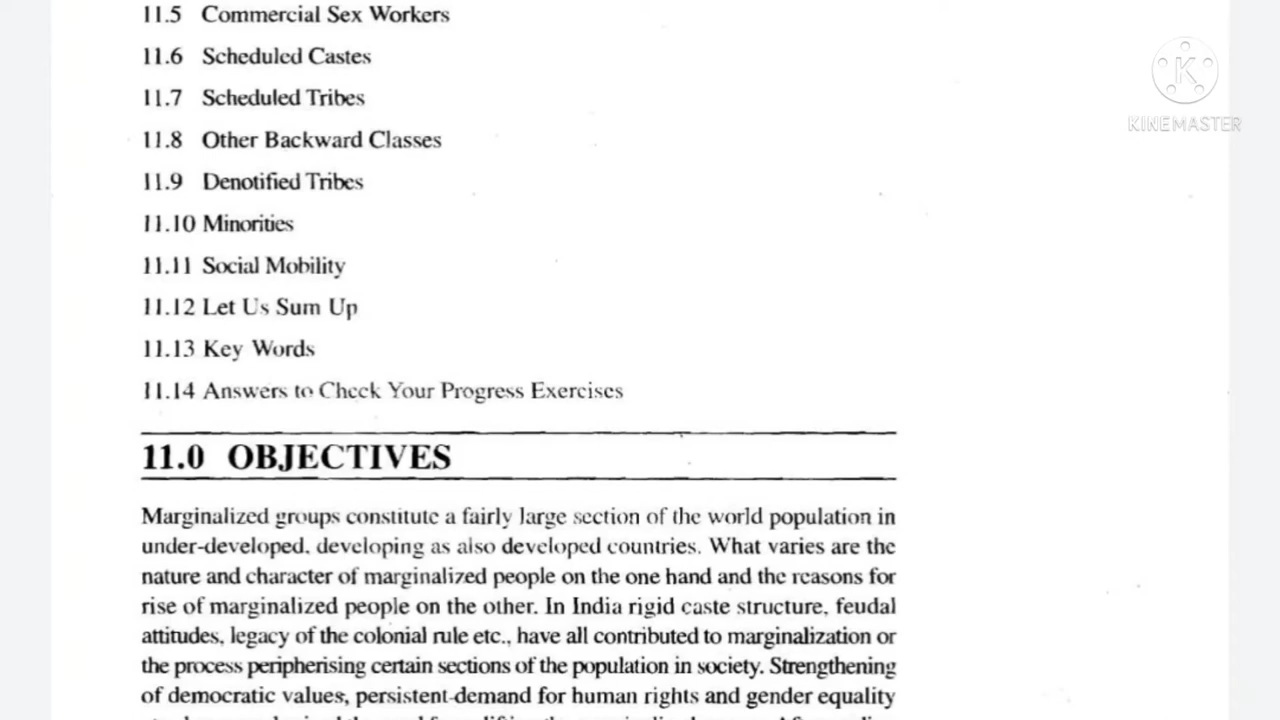 11.5 Commercial Sex Workers
11.6 Scheduled Castes
11.7 Scheduled Tribes
11.8 Other Backward Classes
11.9 Denotified Tribes
11.10 Minorities
11.11 Social Mobility
11.12 Let Us Sum Up
11.13 Key Words
11.14 Answers to Check Your Progress Exercises
K
KINEMASTER
11.0 OBJECTIVES
Marginalized groups constitute a fairly large section of the world population in
under-developed, developing as also developed countries. What varies are the
nature and character of marginalized people on the one hand and the reasons for
rise of marginalized people on the other. In India rigid caste structure, feudal
attitudes, legacy of the colonial rule etc., have all contributed to marginalization or
the process peripherising certain sections of the population in society. Strengthening
of democratic values, persistent demand for human rights and gender equality